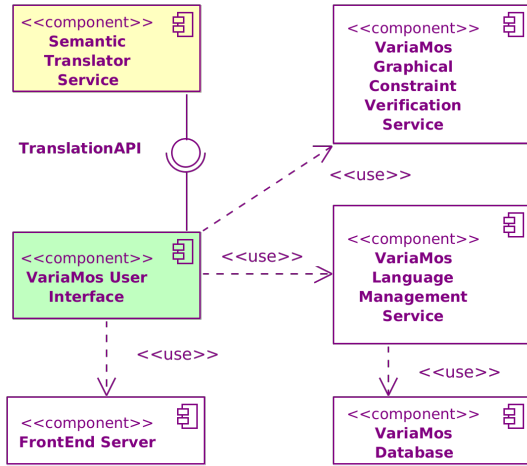 <<component>>
Semantic
Translator
Service
<<component>>
VariaMos
Graphical
Constraint
Verification
Service
TranslationAPI
<<use>>
<<component>>
VariaMos User
Interface
<<use>>
<<component>>
VariaMos
Language
Management
Service
<<use>>
<<use>>
<<component>>
FrontEnd Server
<<component>>
VariaMos
Database